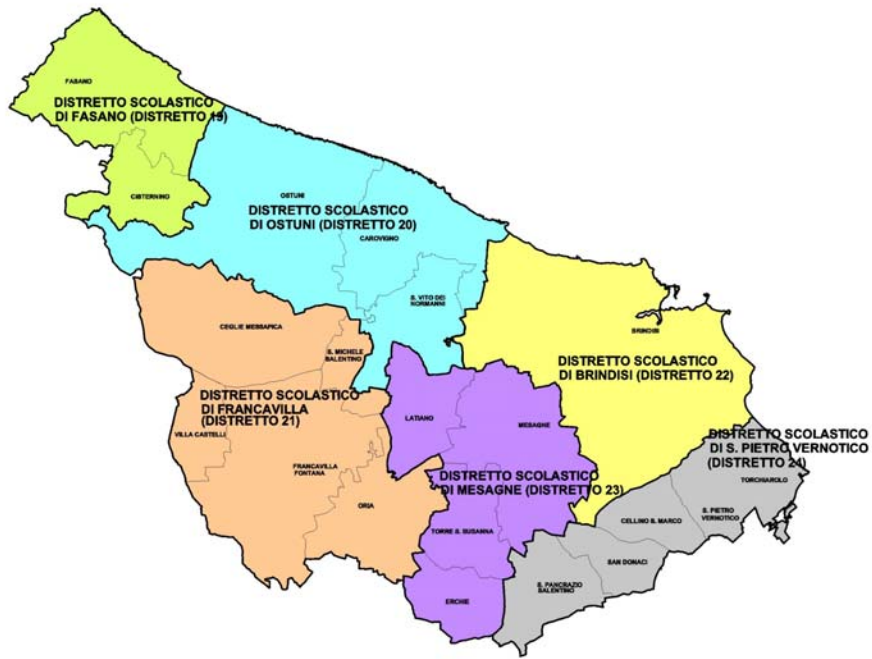 FASANO
DISTRETTO SCOLASTICO
DI FASANO (DISTRETTO 19)
CISTERNINO
OSTUNI
DISTRETTO SCOLASTICO
DI OSTUNI (DISTRETTO 20)
CAROVIGNO
S. VITO DEI
NORMANNI
CEGLIE MESSAPICA
S. MICHELE
SALENTINO
BRINDISI
DISTRETTO SCOLASTICO
DI BRINDISI (DISTRETTO 22)
DISTRETTO SCOLASTICO
DI FRANCAVILLA
(DISTRETTO 21)
VILLA CASTELLI
LATIANO
MESAGNE
DISTRETTO SCOLASTICO
DI S. PIETRO VERNOTICO
(DISTRETTO 24)
TORCHIAROLO
FRANCAVILLA
FONTANA
DISTRETTO SCOLASTICO
DI MESAGNE (DISTRETTO 23)
ORIA
S. PIETRO
VERNOTICO
CELLINO S. MARCO
TORRE S. SUSANNA
SAN DONACI
S. PANCRAZIO
SALENTINO
ERCHIE